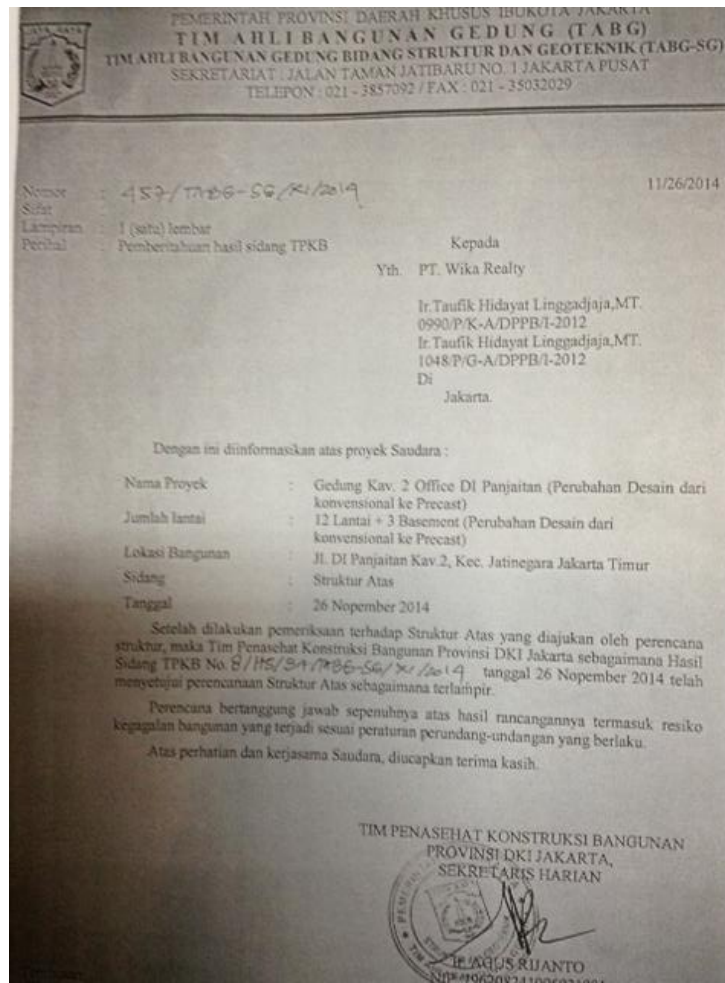 PEMERINTAH PROVINSI DAERAH KHUSUS IBUKOTA JAKARTA
TIM AHLI BANGUNAN GEDUNG (TABG)
TIM AHLI BANGUNAN GEDUNG BIDANG STRUKTUR DAN GEOTEKNIK (TABG-SG)
SEKRETARIAT : JALAN TAMAN JATIBARU NO. 1 JAKARTA PUSAT
TELEPON : 021 - 3857092 / FAX : 021 - 35032029
11/26/2014
Nomor : 457/TABG-SG/XI/2014
Sifat :
Lampiran : 1 (satu) lembar
Perihal : Pemberitahuan hasil sidang TPKB
Kepada
Yth. PT. Wika Realty
Ir.Taufik Hidayat Linggadjaja,MT.
0990/P/K-A/DPPB/I-2012
Ir.Taufik Hidayat Linggadjaja,MT.
1048/P/G-A/DPPB/I-2012
Di
Jakarta.
Dengan ini diinformasikan atas proyek Saudara :
Nama Proyek : Gedung Kav. 2 Office DI Panjaitan (Perubahan Desain dari
konvensional ke Precast)
Jumlah lantai : 12 Lantai + 3 Basement (Perubahan Desain dari
konvensional ke Precast)
Lokasi Bangunan : Jl. DI Panjaitan Kav.2, Kec. Jatinegara Jakarta Timur
Sidang : Struktur Atas
Tanggal : 26 Nopember 2014
Setelah dilakukan pemeriksaan terhadap Struktur Atas yang diajukan oleh perencana
struktur, maka Tim Penasehat Konstruksi Bangunan Provinsi DKI Jakarta sebagaimana Hasil
Sidang TPKB No. 8/HS/SA/TABG-SG/XI/2014 tanggal 26 Nopember 2014 telah
menyetujui perencanaan Struktur Atas sebagaimana terlampir.
Perencana bertanggung jawab sepenuhnya atas hasil rancangannya termasuk resiko
kegagalan bangunan yang terjadi sesuai peraturan perundang-undangan yang berlaku.
Atas perhatian dan kerjasama Saudara, diucapkan terima kasih.
TIM PENASEHAT KONSTRUKSI BANGUNAN
PROVINSI DKI JAKARTA,
SEKRETARIS HARIAN
Ir. AGUS RIJANTO